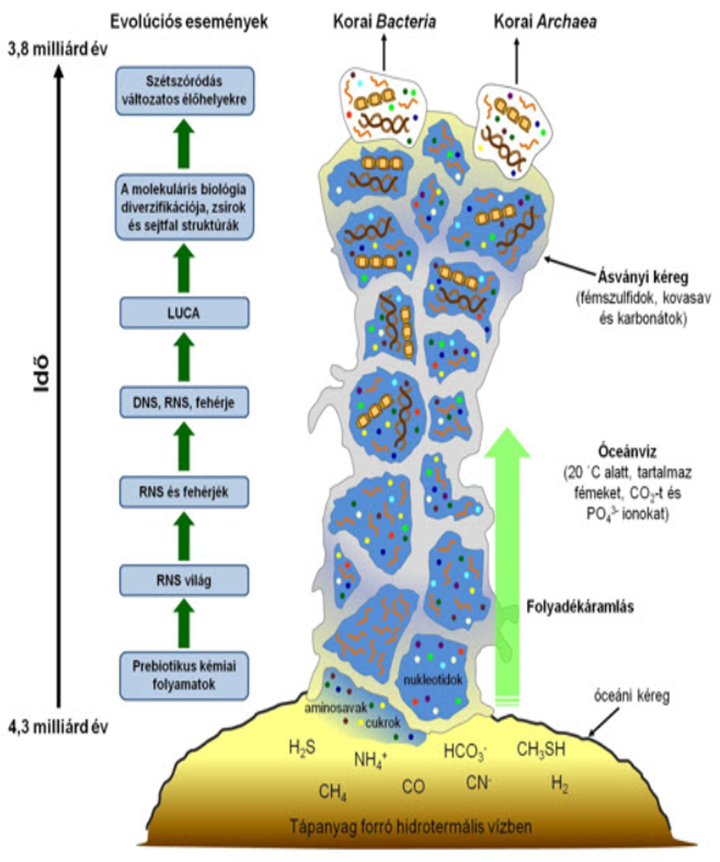 Evolúciós események
Korai Bacteria
Korai Archaea
3,8 milliárd év
Szétszóródás
változatos élőhelyekre
A molekuláris biológia
diverzifikációja, zsírok
és sejtfal struktúrák
LUCA
DNS, RNS, fehérje
RNS és fehérjék
RNS világ
Prebiotikus kémiai
folyamatok
Idő
4,3 milliárd év
Ásványi kéreg
(fémszulfidok, kovasav
és karbonátok)
Óceánvíz
(20 ˚C alatt, tartalmaz
fémeket, CO₂-t és
PO₄³⁻ ionokat)
Folyadékáramlás
nukleotidok
aminosavak
cukrok
óceáni kéreg
H₂S
NH₄⁺
HCO₃⁻
CH₃SH
CH₄
CO
CN⁻
H₂
Tápanyag forró hidrotermális vízben